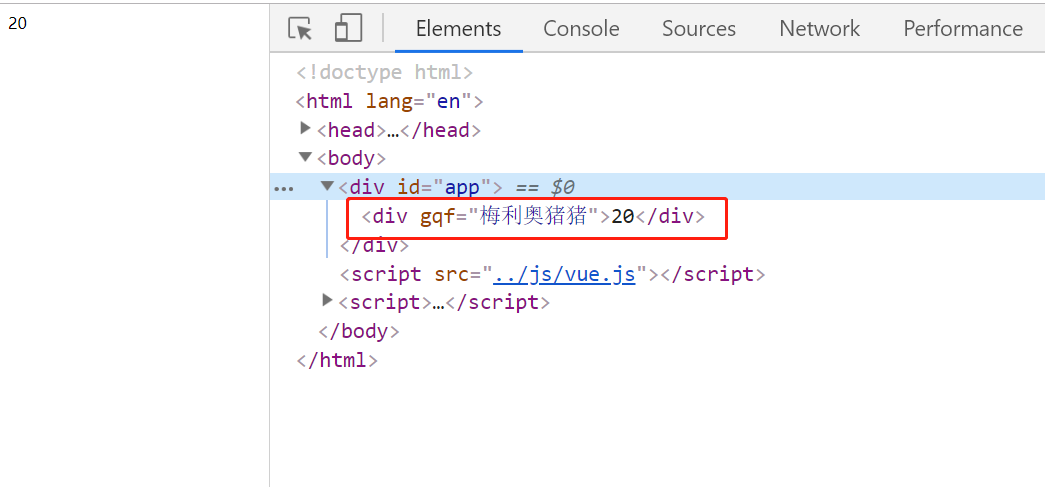 20
Elements Console Sources Network Performance
<!doctype html>
<html lang="en">
<head>…</head>
<body>
… <div id="app"> == $0
<div gqf="梅利奥猪猪">20</div>
</div>
<script src="../js/vue.js"></script>
<script>…</script>
</body>
</html>